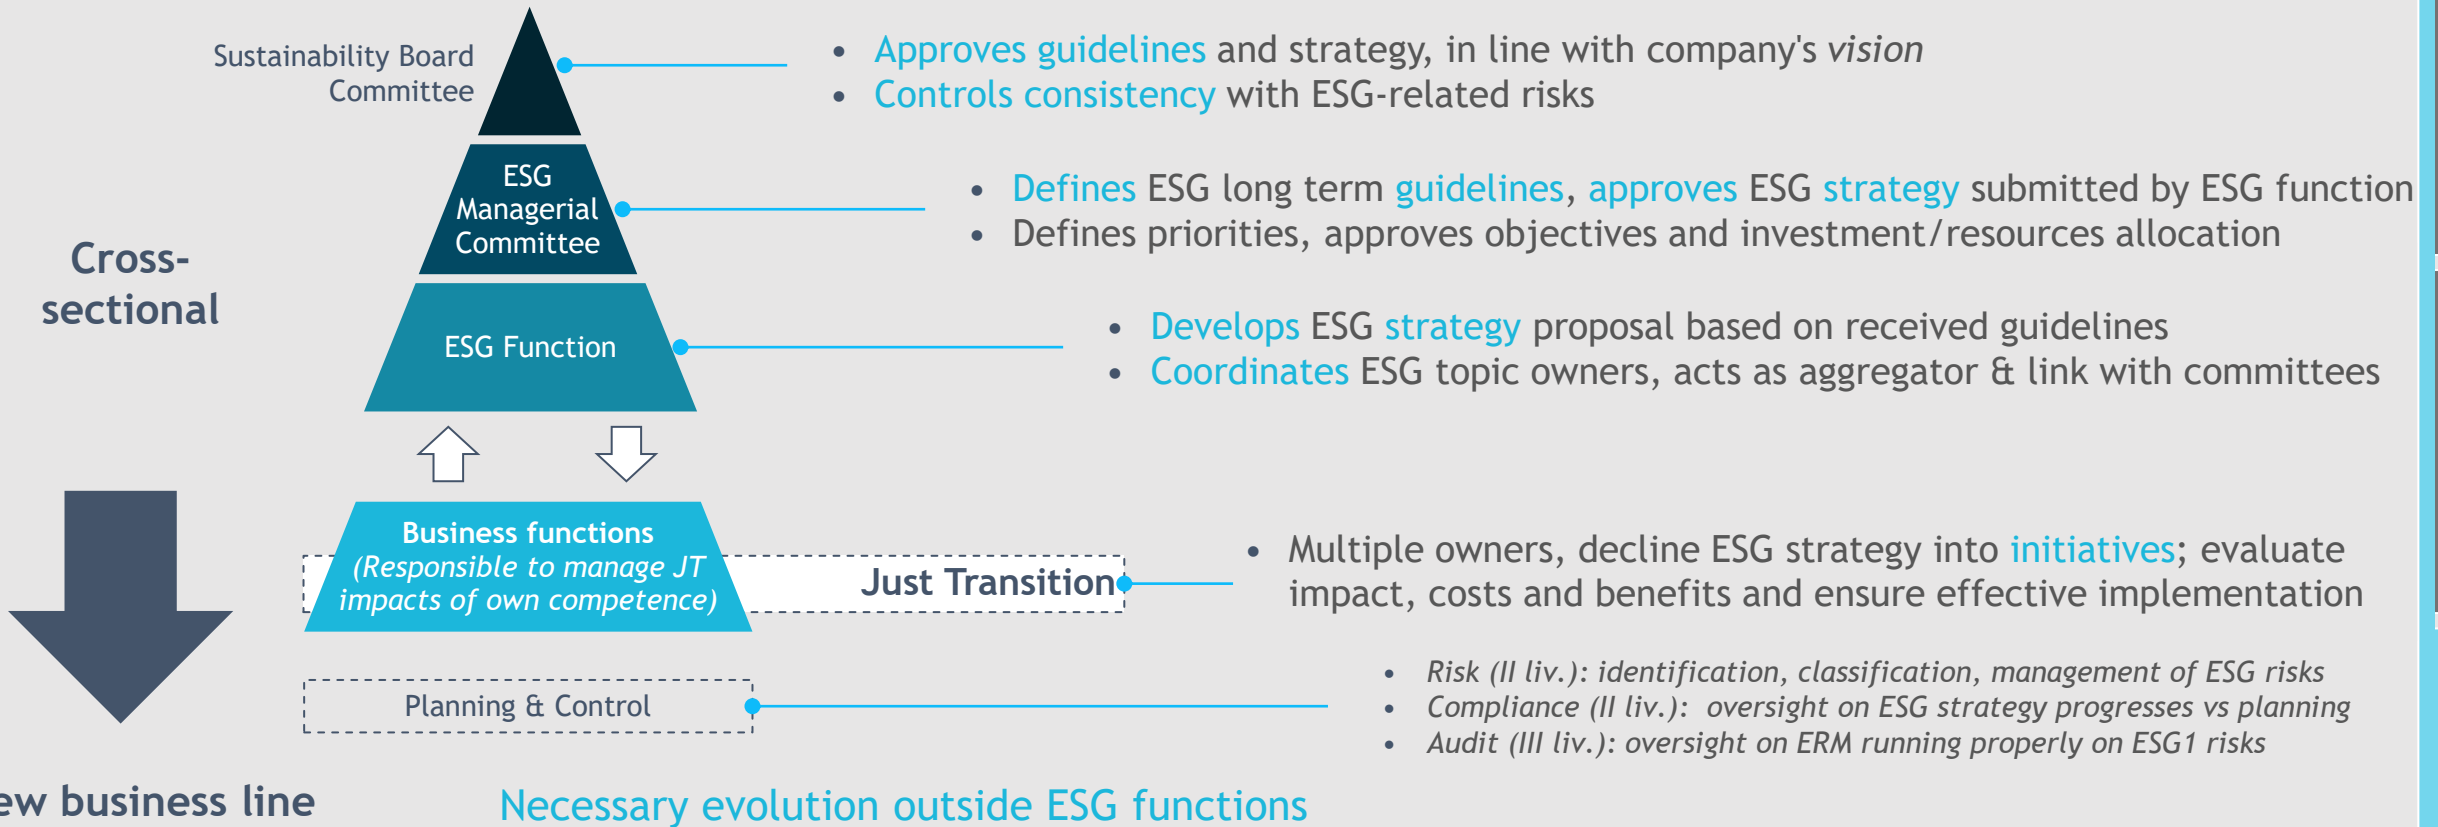 Sustainability Board
Committee
• Approves guidelines and strategy, in line with company's vision
• Controls consistency with ESG-related risks
ESG
Managerial
Committee
• Defines ESG long term guidelines, approves ESG strategy submitted by ESG function
• Defines priorities, approves objectives and investment/resources allocation
Cross-
sectional
ESG Function
• Develops ESG strategy proposal based on received guidelines
• Coordinates ESG topic owners, acts as aggregator & link with committees
Business functions
(Responsible to manage JT
impacts of own competence)
Just Transition
• Multiple owners, decline ESG strategy into initiatives; evaluate
impact, costs and benefits and ensure effective implementation
Planning & Control
• Risk (II liv.): identification, classification, management of ESG risks
• Compliance (II liv.): oversight on ESG strategy progresses vs planning
• Audit (III liv.): oversight on ERM running properly on ESG1 risks
ew business line
Necessary evolution outside ESG functions